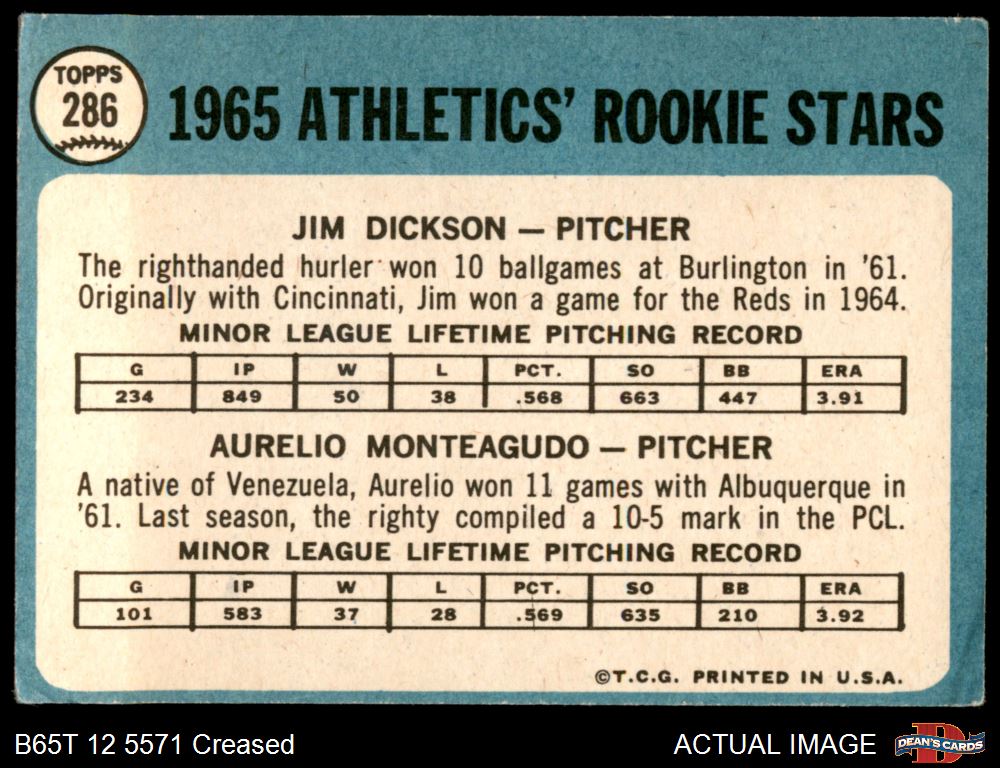 TOPPS
286
1965 ATHLETICS' ROOKIE STARS
JIM DICKSON — PITCHER
The righthanded hurler won 10 ballgames at Burlington in '61.
Originally with Cincinnati, Jim won a game for the Reds in 1964.
MINOR LEAGUE LIFETIME PITCHING RECORD
G IP W L PCT. SO BB ERA
234 849 50 38 .568 663 447 3.91
AURELIO MONTEAGUDO — PITCHER
A native of Venezuela, Aurelio won 11 games with Albuquerque in
'61. Last season, the righty compiled a 10-5 mark in the PCL.
MINOR LEAGUE LIFETIME PITCHING RECORD
G IP W L PCT. SO BB ERA
101 583 37 28 .569 635 210 3.92
©T.C.G. PRINTED IN U.S.A.
B65T 12 5571 Creased
ACTUAL IMAGE
D
DEAN'S CARDS